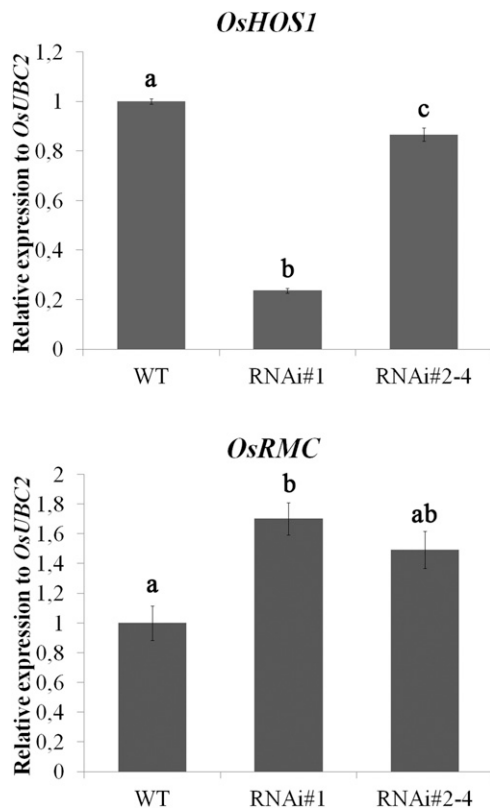 OsHOS1
Relative expression to OsUBC2
1,2
1
0,8
0,6
0,4
0,2
0
a
b
c
WT RNAi#1 RNAi#2-4
OsRMC
Relative expression to OsUBC2
2
1,8
1,6
1,4
1,2
1
0,8
0,6
0,4
0,2
0
a
b
ab
WT RNAi#1 RNAi#2-4